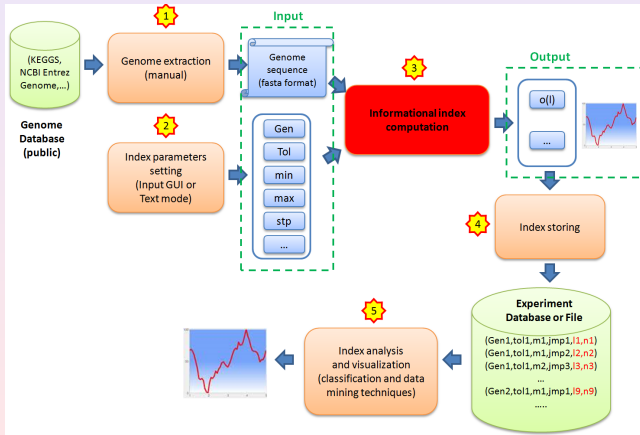 1
Input
(KEGGS,
NCBI Entrez
Genome,...)
Genome
Database
(public)
Genome extraction
(manual)
Genome
sequence
(fasta format)
3
Informational index
computation
Output
o(l)
...
2
Index parameters
setting
(Input GUI or
Text mode)
Gen
Tol
min
max
stp
...
4
Index storing
Experiment
Database or File
(Gen1,tol1,m1,jmp1,l1,n1)
(Gen1,tol1,m1,jmp2,l2,n2)
(Gen1,tol1,m2,jmp3,l3,n3)
...
(Gen2,tol1,m1,jmp1,l9,n9)
.....
5
Index analysis
and visualization
(classification and data
mining techniques)